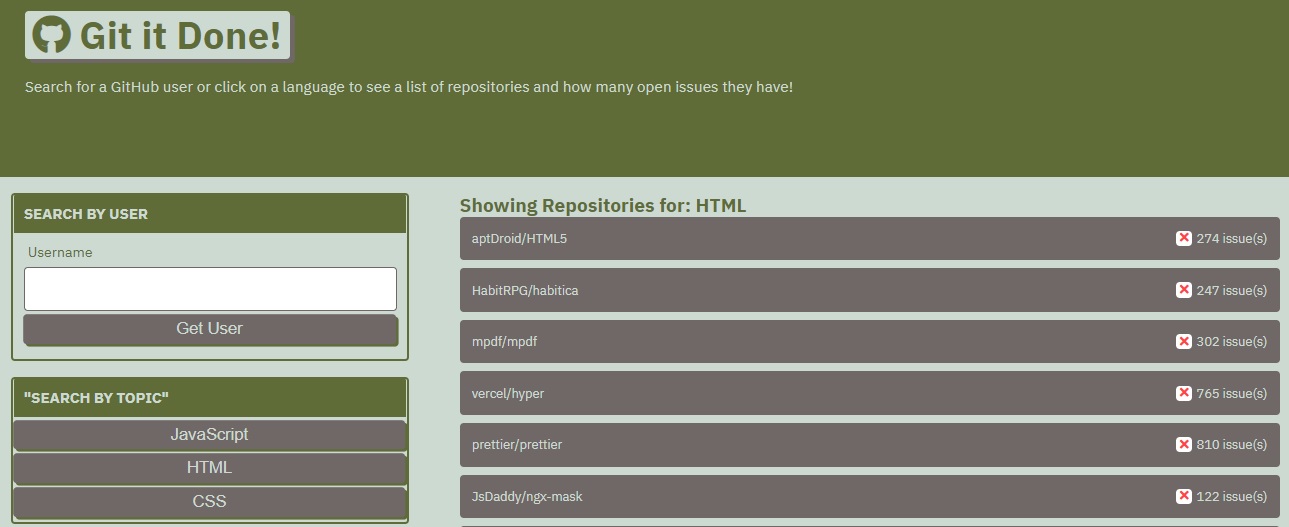 Git it Done!
Search for a GitHub user or click on a language to see a list of repositories and how many open issues they have!
SEARCH BY USER
Username
Get User
"SEARCH BY TOPIC"
JavaScript
HTML
CSS
Showing Repositories for: HTML
aptDroid/HTML5 274 issue(s)
HabitRPG/habitica 247 issue(s)
mpdf/mpdf 302 issue(s)
vercel/hyper 765 issue(s)
prettier/prettier 810 issue(s)
JsDaddy/ngx-mask 122 issue(s)